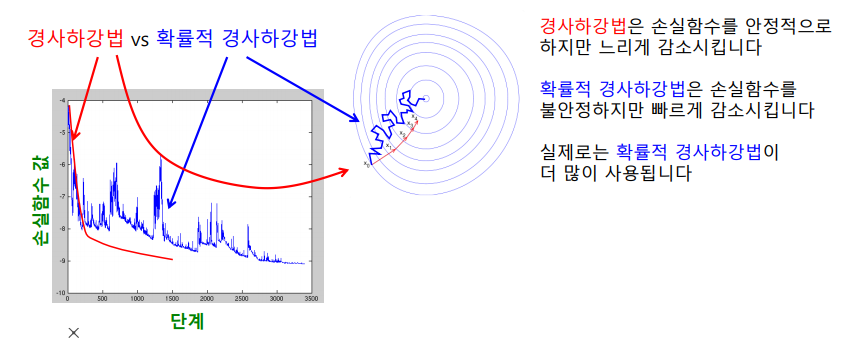 경사하강법 vs 확률적 경사하강법
경사하강법은 손실함수를 안정적으로
하지만 느리게 감소시킵니다
확률적 경사하강법은 손실함수를
불안정하지만 빠르게 감소시킵니다
실제로는 확률적 경사하강법이
더 많이 사용됩니다
손실함수 값
-4
-5
-6
-7
-8
-9
-10
0 500 1000 1500 2000 2500 3000 3500
단계
x₀
x₁
x₂
x₃
x₄